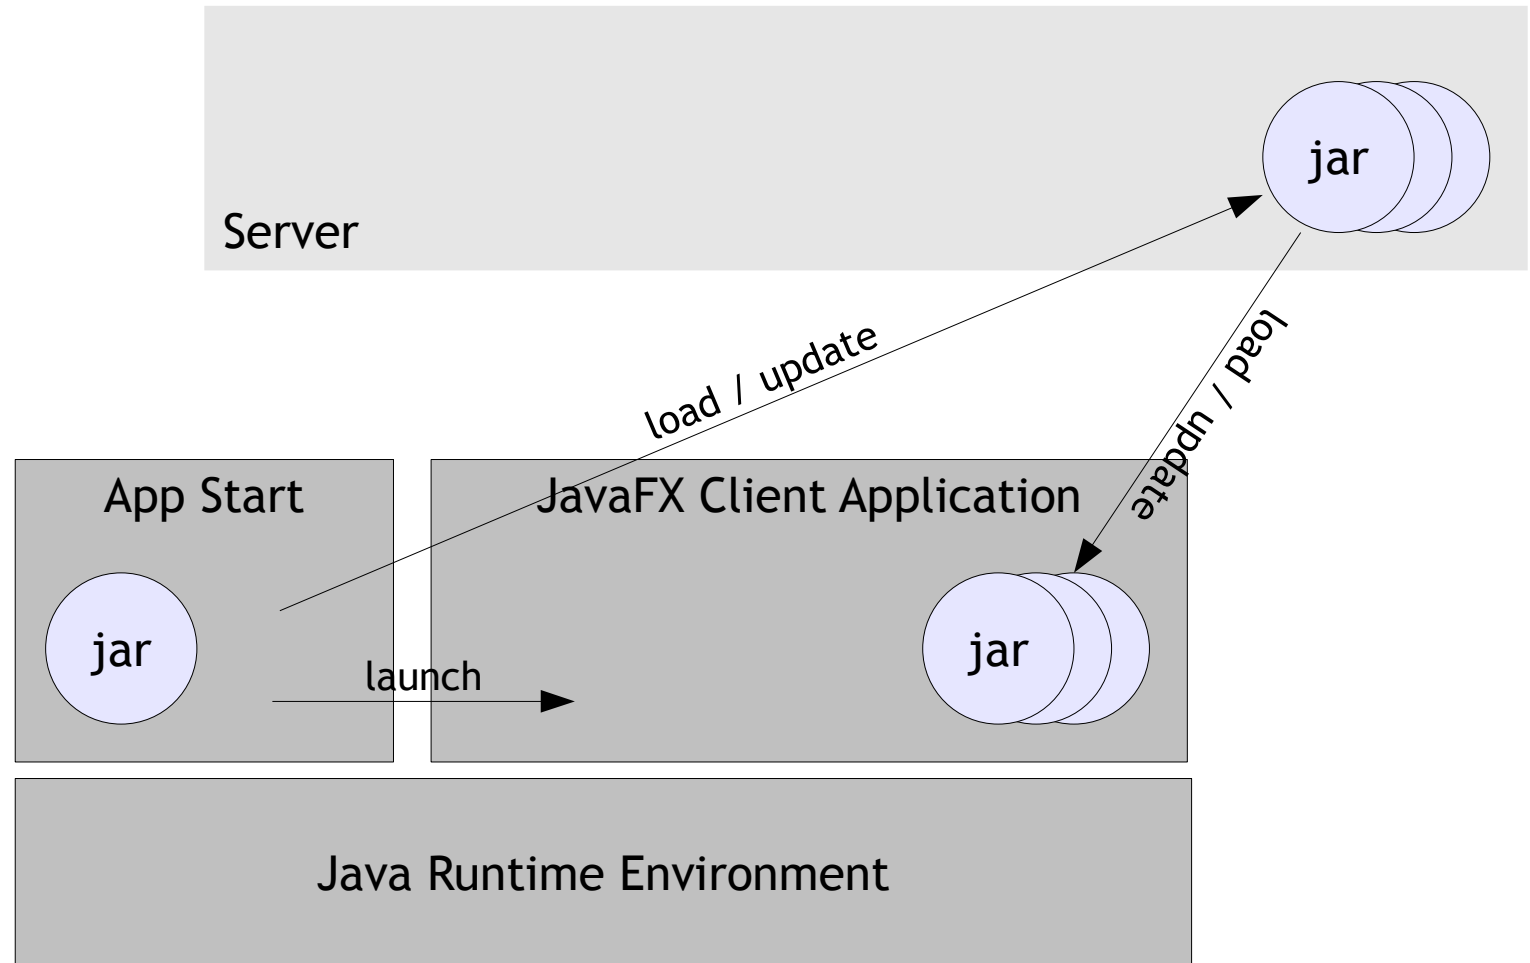 jar
Server
load / update
load / update
App Start
JavaFX Client Application
jar
launch
jar
Java Runtime Environment